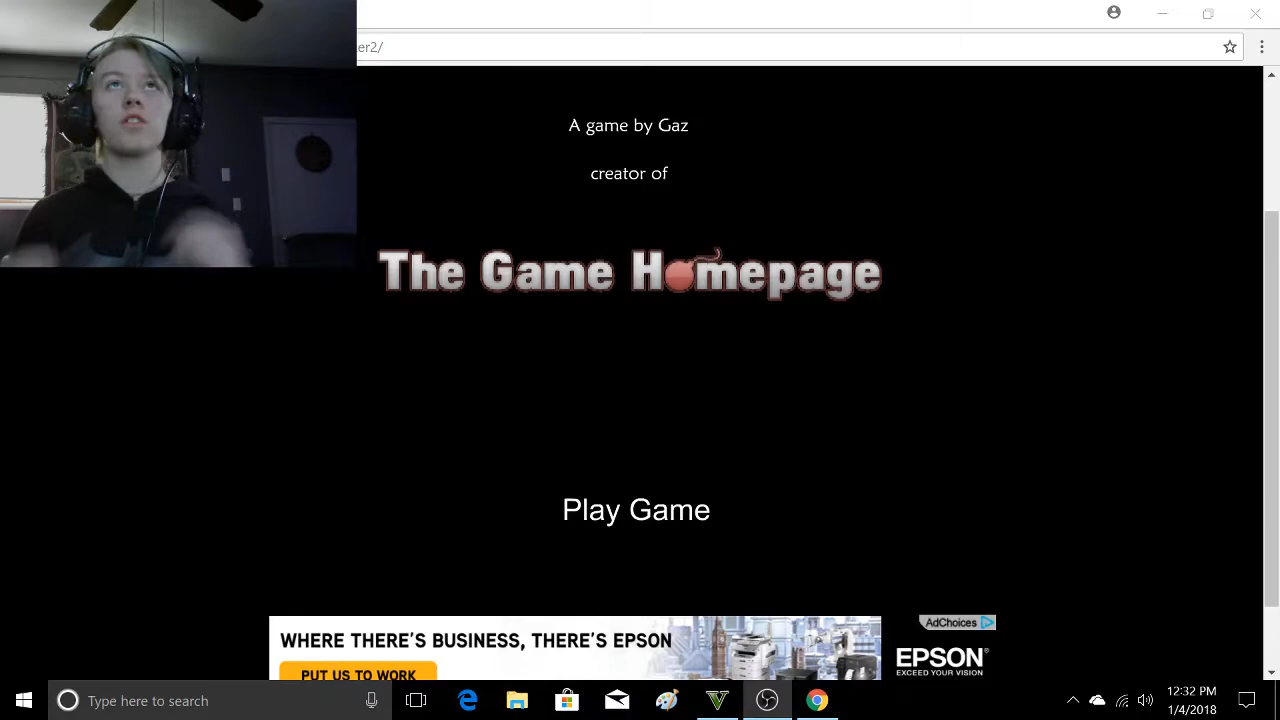 er2/
A game by Gaz
creator of
The Game Homepage
Play Game
WHERE THERE'S BUSINESS, THERE'S EPSON
PUT US TO WORK
AdChoices
EPSON®
EXCEED YOUR VISION
Type here to search
12:32 PM
1/4/2018